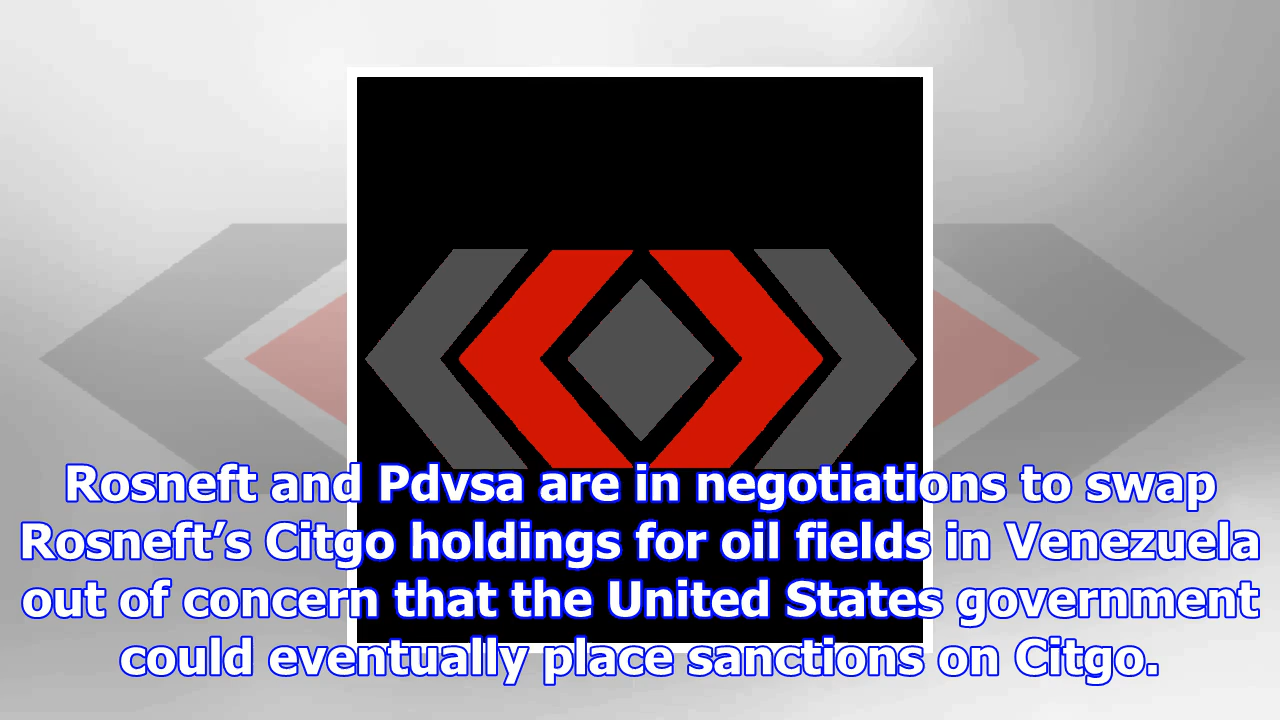 Rosneft and Pdvsa are in negotiations to swap
Rosneft’s Citgo holdings for oil fields in Venezuela
out of concern that the United States government
could eventually place sanctions on Citgo.